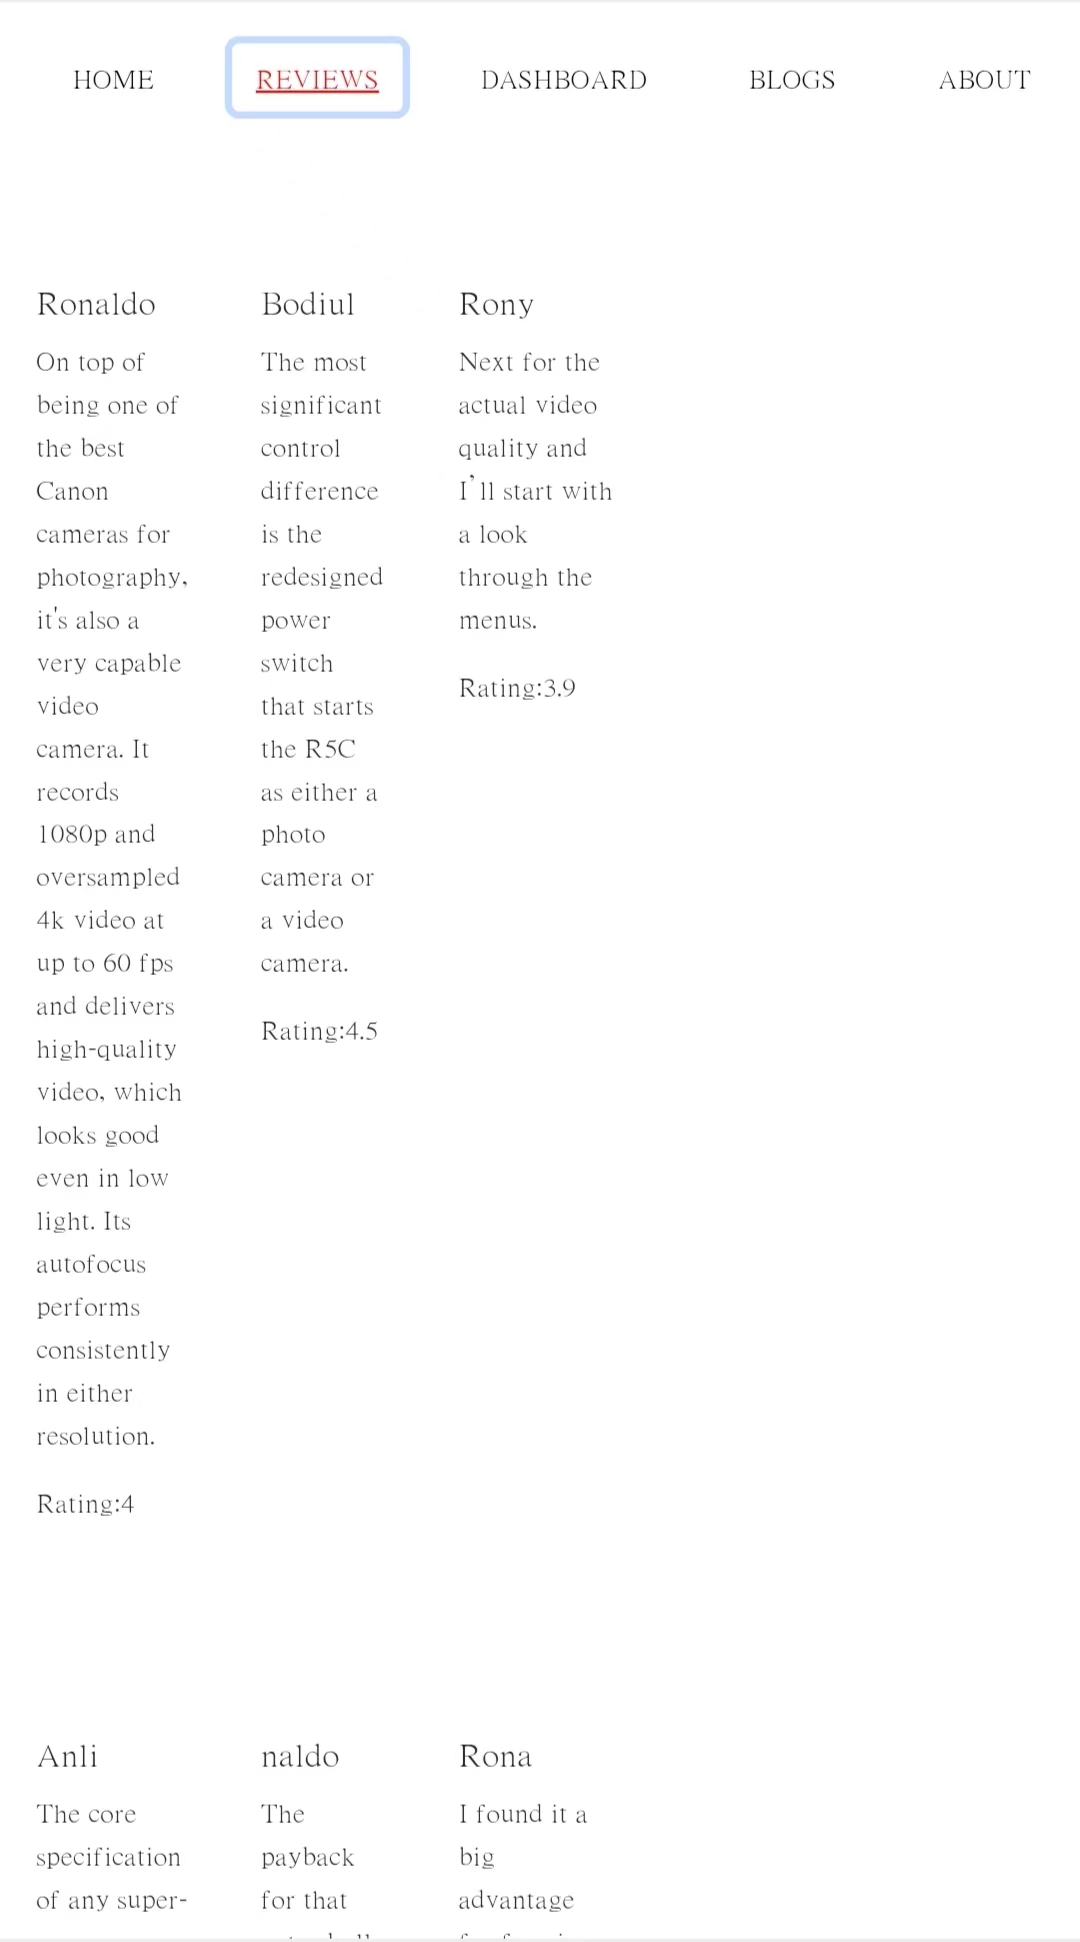 HOME REVIEWS DASHBOARD BLOGS ABOUT
Ronaldo
On top of
being one of
the best
Canon
cameras for
photography,
it's also a
very capable
video
camera. It
records
1080p and
oversampled
4k video at
up to 60 fps
and delivers
high-quality
video, which
looks good
even in low
light. Its
autofocus
performs
consistently
in either
resolution.
Rating:4
Bodiul
The most
significant
control
difference
is the
redesigned
power
switch
that starts
the R5C
as either a
photo
camera or
a video
camera.
Rating:4.5
Rony
Next for the
actual video
quality and
I’ll start with
a look
through the
menus.
Rating:3.9
Anli
The core
specification
of any super-
naldo
The
payback
for that
Rona
I found it a
big
advantage